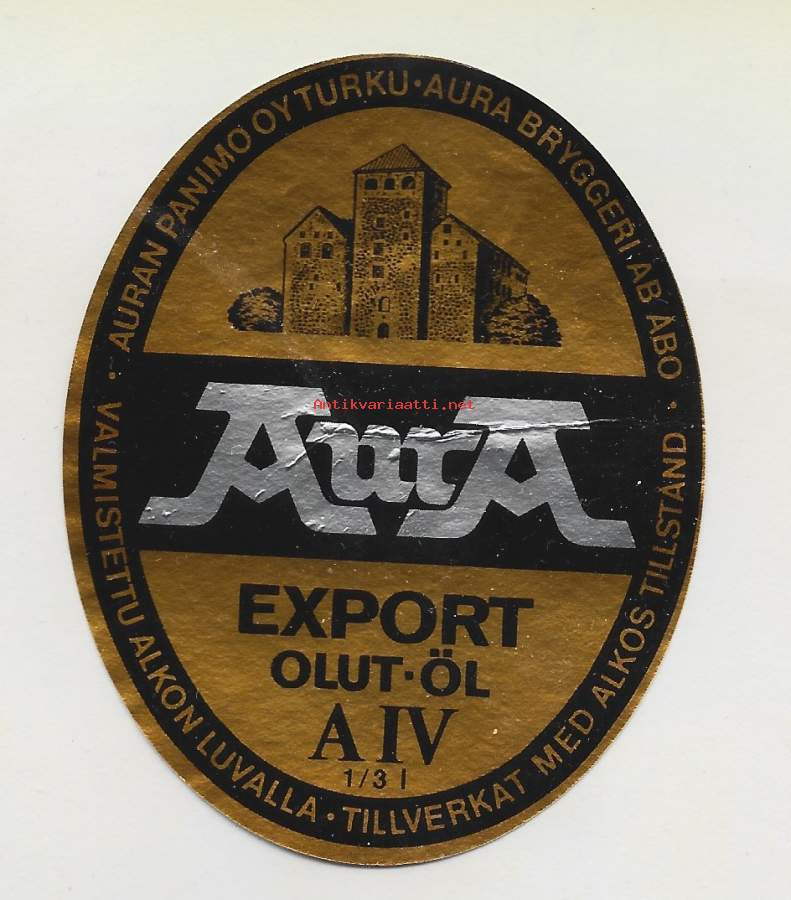 AURAN PANIMO OY TURKU · AURA BRYGGERI AB ÅBO ·
Antikvariaatti.net
AurA
EXPORT
OLUT·ÖL
A IV
1/3 l
VALMISTETTU ALKON LUVALLA · TILLVERKAT MED ALKOS TILLSTÅND ·